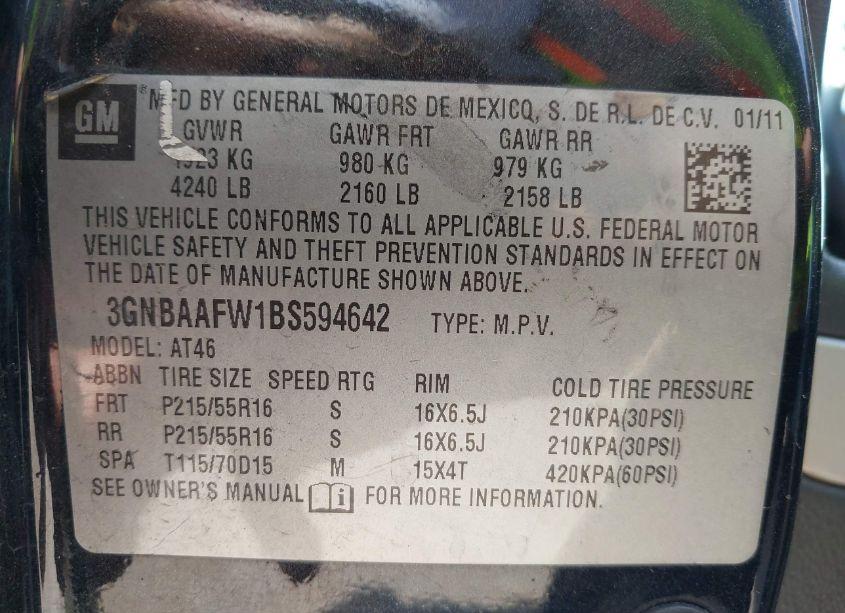 GM ® MFD BY GENERAL MOTORS DE MEXICO, S. DE R.L. DE C.V. 01/11
GVWR GAWR FRT GAWR RR
1923 KG 980 KG 979 KG
4240 LB 2160 LB 2158 LB
THIS VEHICLE CONFORMS TO ALL APPLICABLE U.S. FEDERAL MOTOR
VEHICLE SAFETY AND THEFT PREVENTION STANDARDS IN EFFECT ON
THE DATE OF MANUFACTURE SHOWN ABOVE.
3GNBAAFW1BS594642 TYPE: M.P.V.
MODEL: AT46
ABBN TIRE SIZE SPEED RTG RIM COLD TIRE PRESSURE
FRT P215/55R16 S 16X6.5J 210KPA(30PSI)
RR P215/55R16 S 16X6.5J 210KPA(30PSI)
SPA T115/70D15 M 15X4T 420KPA(60PSI)
SEE OWNER'S MANUAL i FOR MORE INFORMATION.